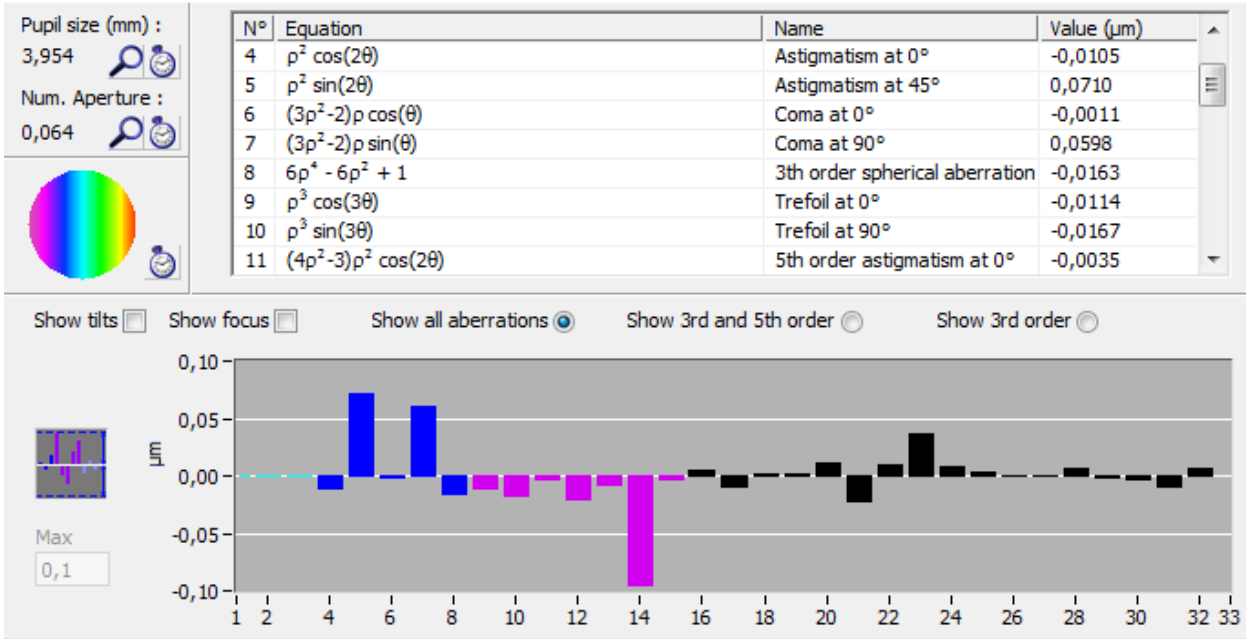 Pupil size (mm) :
3,954
Num. Aperture :
0,064
Nº Equation Name Value (µm)
4 ρ² cos(2θ) Astigmatism at 0° -0,0105
5 ρ² sin(2θ) Astigmatism at 45° 0,0710
6 (3ρ²-2)ρ cos(θ) Coma at 0° -0,0011
7 (3ρ²-2)ρ sin(θ) Coma at 90° 0,0598
8 6ρ⁴ - 6ρ² + 1 3th order spherical aberration -0,0163
9 ρ³ cos(3θ) Trefoil at 0° -0,0114
10 ρ³ sin(3θ) Trefoil at 90° -0,0167
11 (4ρ²-3)ρ² cos(2θ) 5th order astigmatism at 0° -0,0035
Show tilts Show focus Show all aberrations Show 3rd and 5th order Show 3rd order
0,10
0,05
0,00
-0,05
-0,10
µm
Max
0,1
1 2 4 6 8 10 12 14 16 18 20 22 24 26 28 30 32 33